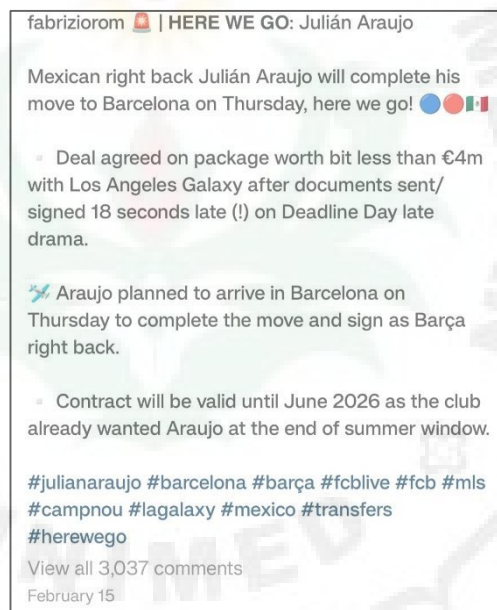 fabriziorom 🚨 | HERE WE GO: Julián Araujo
Mexican right back Julián Araujo will complete his
move to Barcelona on Thursday, here we go! 🔵🔴🇲🇽
▫️ Deal agreed on package worth bit less than €4m
with Los Angeles Galaxy after documents sent/
signed 18 seconds late (!) on Deadline Day late
drama.
🛩️ Araujo planned to arrive in Barcelona on
Thursday to complete the move and sign as Barça
right back.
▫️ Contract will be valid until June 2026 as the club
already wanted Araujo at the end of summer window.
#julianaraujo #barcelona #barça #fcblive #fcb #mls
#campnou #lagalaxy #mexico #transfers
#herewego
View all 3,037 comments
February 15